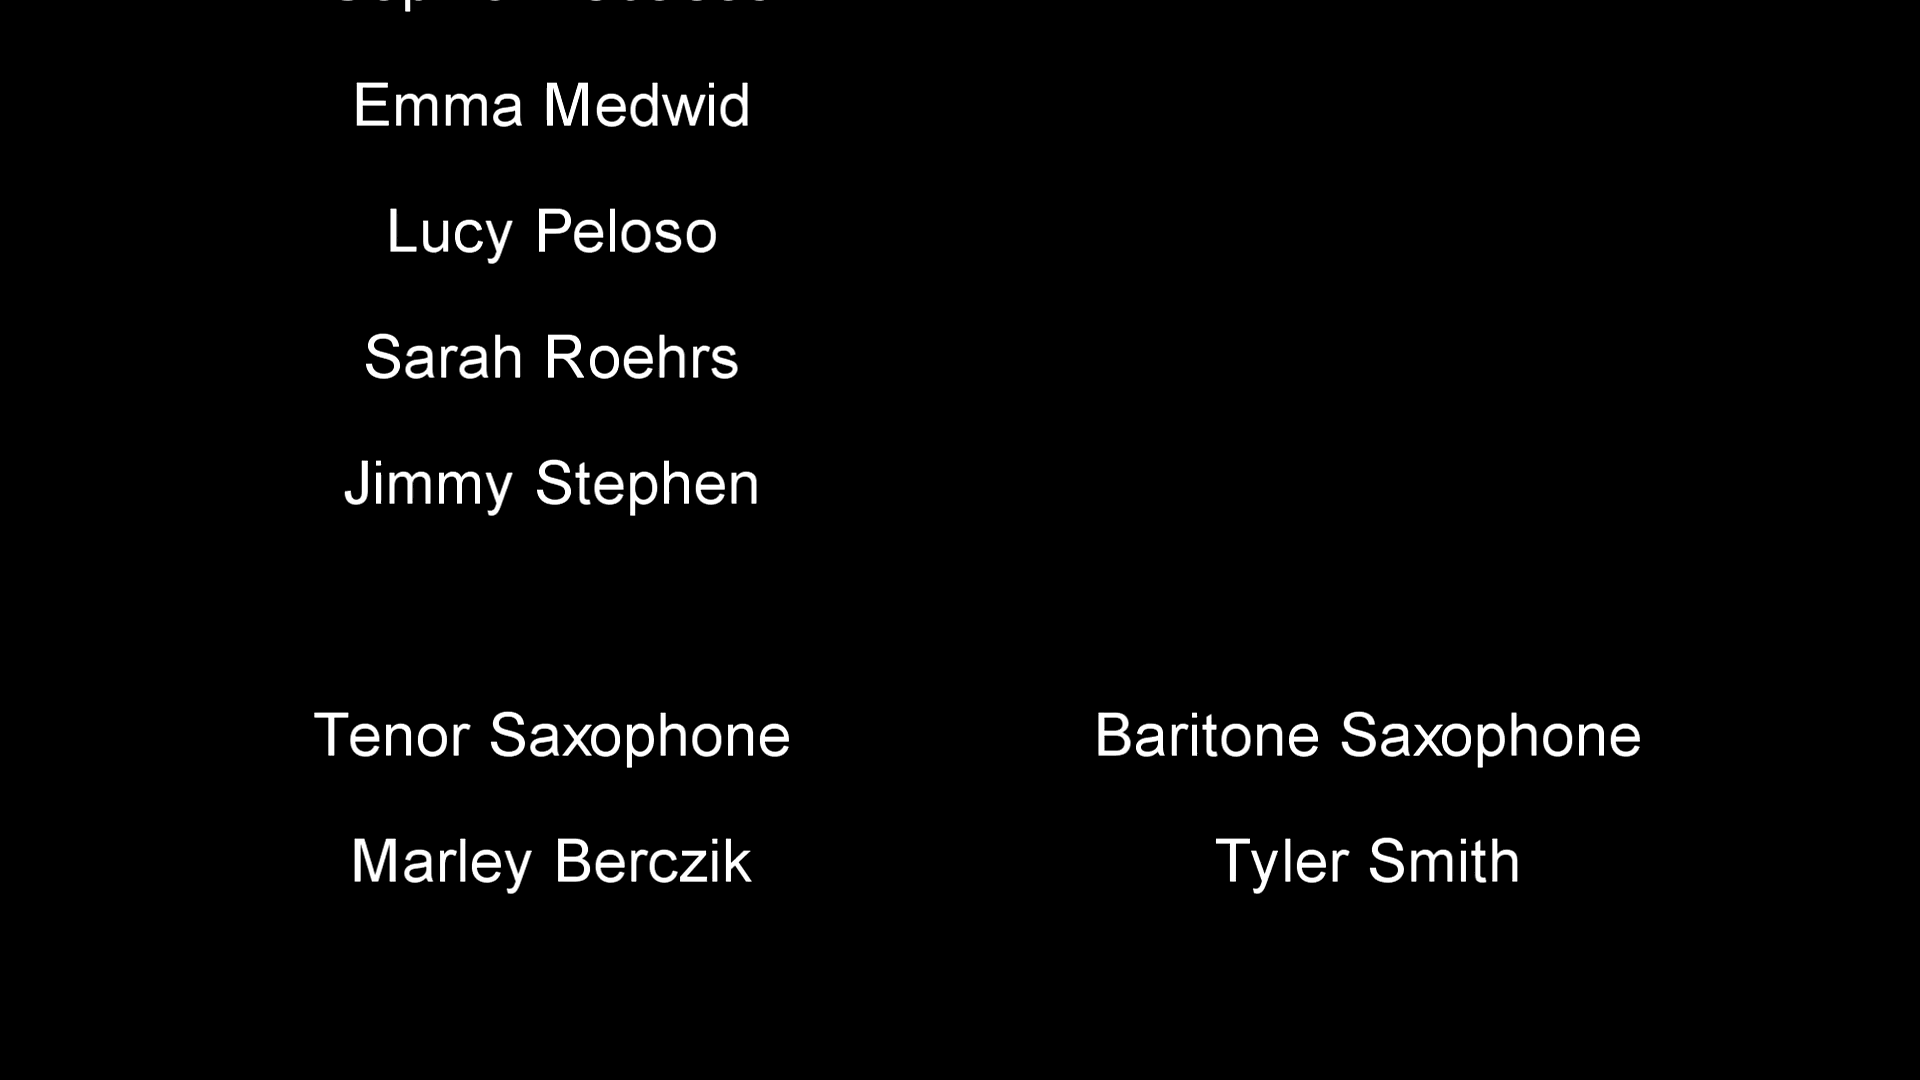 Emma Medwid
Lucy Peloso
Sarah Roehrs
Jimmy Stephen
Tenor Saxophone
Baritone Saxophone
Marley Berczik
Tyler Smith